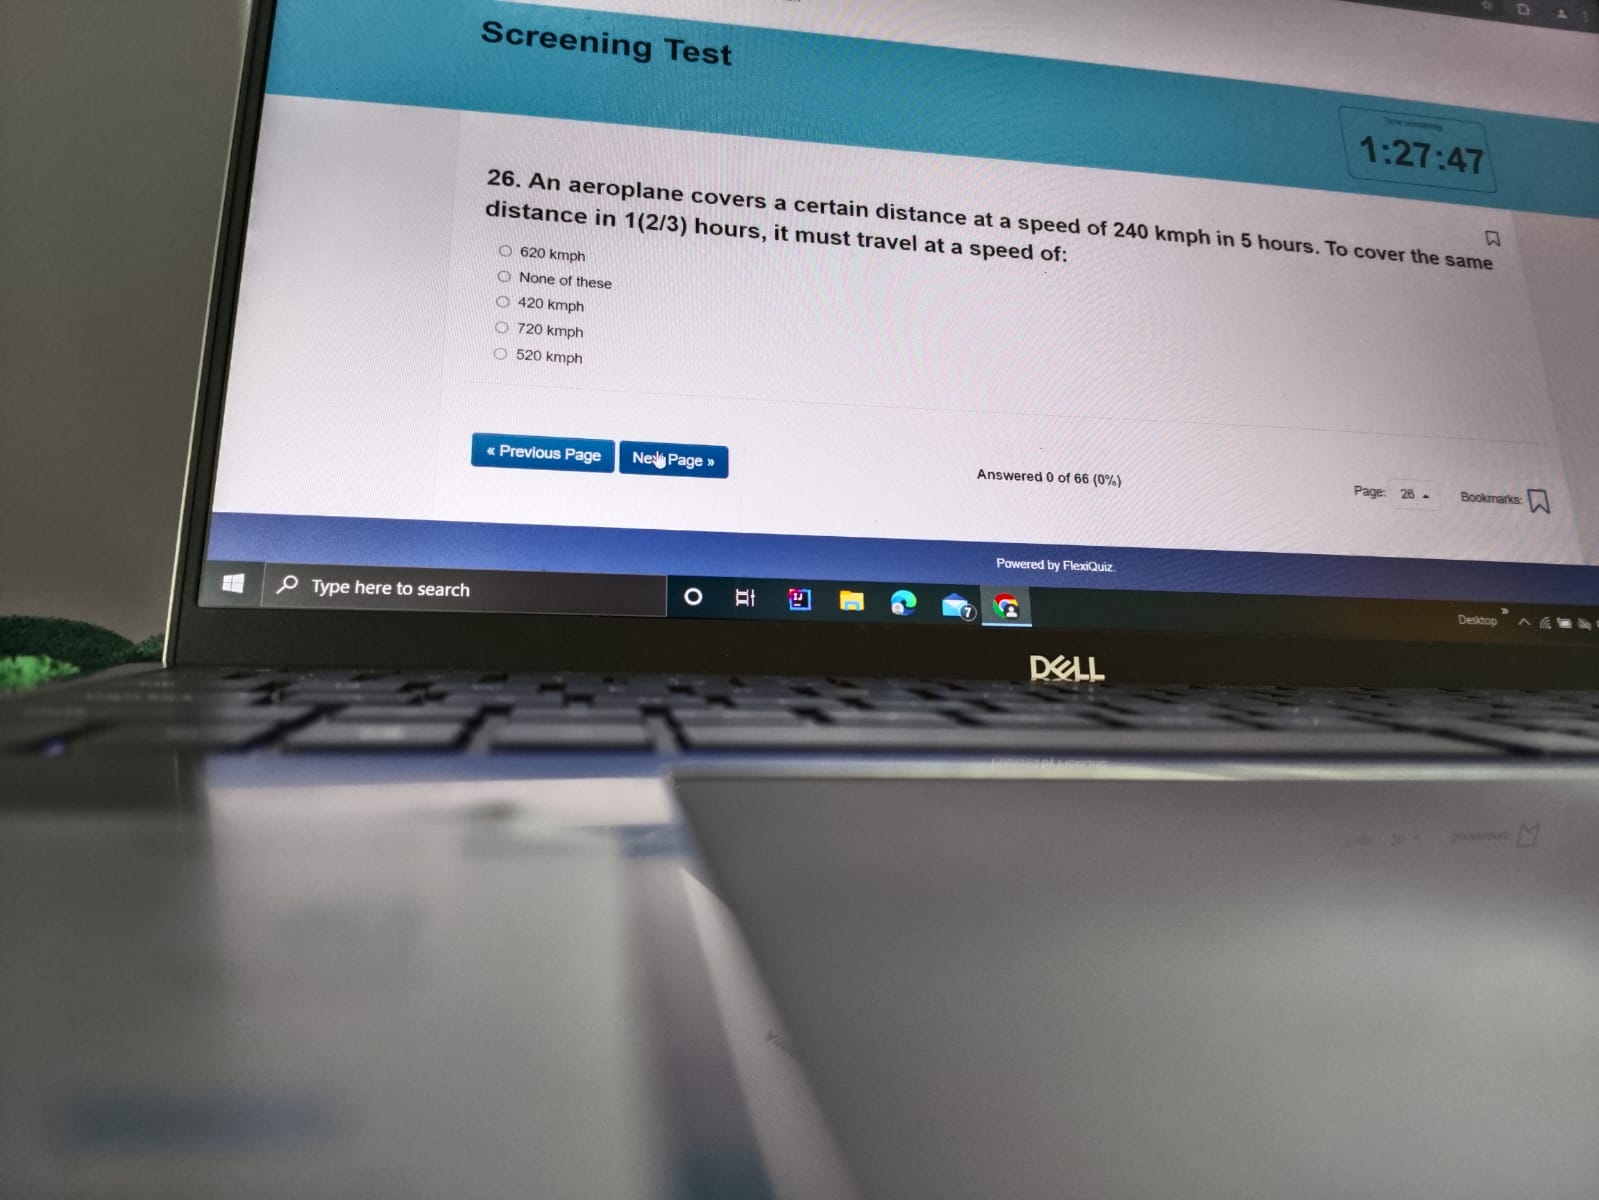 Screening Test
1:27:47
26. An aeroplane covers a certain distance at a speed of 240 kmph in 5 hours. To cover the same
distance in 1(2/3) hours, it must travel at a speed of:
620 kmph
None of these
420 kmph
720 kmph
520 kmph
« Previous Page
Page »
Answered 0 of 66 (0%)
Page: 26
Bookmarks:
Powered by FlexiQuiz.
Type here to search
7
Desktop
DELL